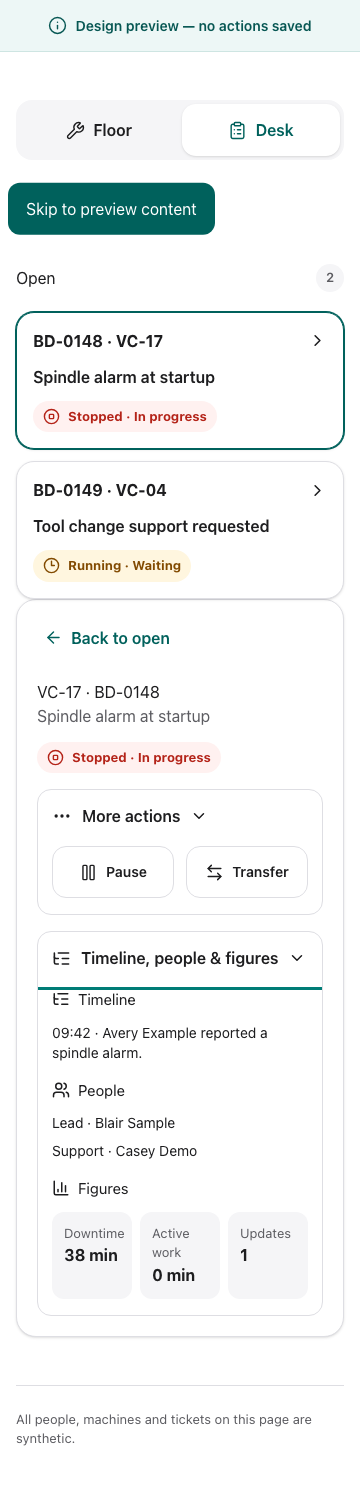 Design preview — no actions saved
Floor
Desk
Skip to preview content
Open
2
BD-0148 · VC-17
Spindle alarm at startup
Stopped · In progress
BD-0149 · VC-04
Tool change support requested
Running · Waiting
Back to open
VC-17 · BD-0148
Spindle alarm at startup
Stopped · In progress
More actions
Pause
Transfer
Timeline, people & figures
Timeline
09:42 · Avery Example reported a
spindle alarm.
People
Lead · Blair Sample
Support · Casey Demo
Figures
Downtime
38 min
Active
work
0 min
Updates
1
All people, machines and tickets on this page are
synthetic.